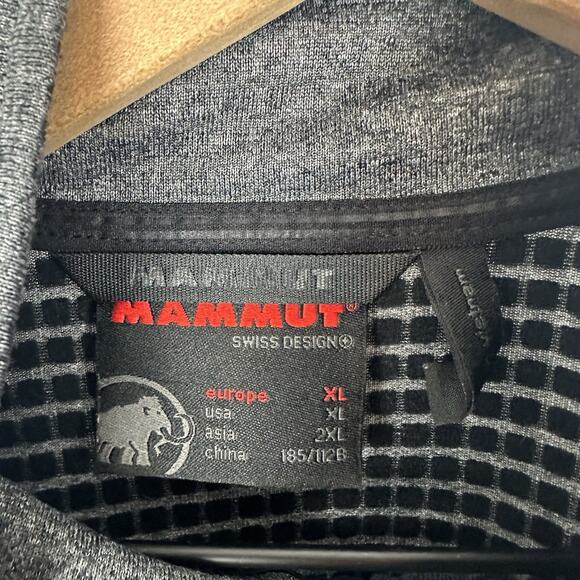 MAMMUT
MAMMUT®
SWISS DESIGN
europe XL
usa XL
asia 2XL
china 185/112B